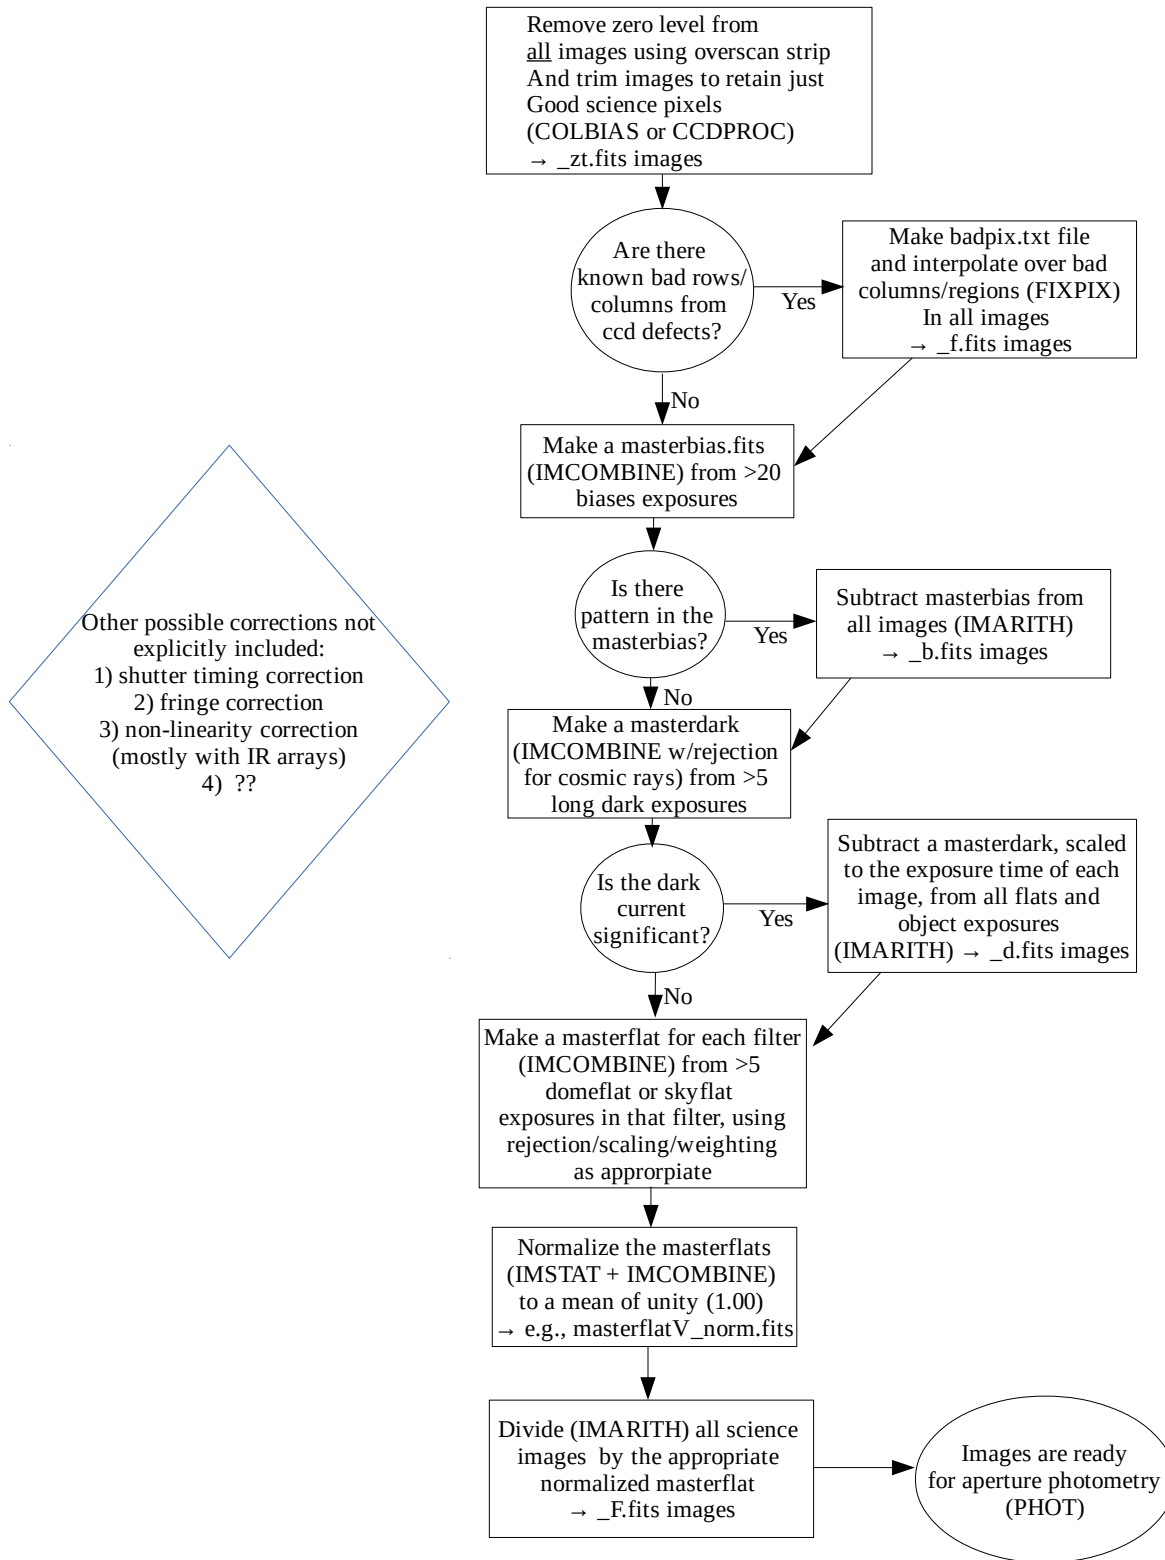 Remove zero level from
all images using overscan strip
And trim images to retain just
Good science pixels
(COLBIAS or CCDPROC)
→ _zt.fits images
Are there
known bad rows/
columns from
ccd defects?
Yes
Make badpix.txt file
and interpolate over bad
columns/regions (FIXPIX)
In all images
→ _f.fits images
No
Make a masterbias.fits
(IMCOMBINE) from >20
biases exposures
Is there
pattern in the
masterbias?
Yes
Subtract masterbias from
all images (IMARITH)
→ _b.fits images
No
Make a masterdark
(IMCOMBINE w/rejection
for cosmic rays) from >5
long dark exposures
Is the dark
current
significant?
Yes
Subtract a masterdark, scaled
to the exposure time of each
image, from all flats and
object exposures
(IMARITH) → _d.fits images
No
Make a masterflat for each filter
(IMCOMBINE) from >5
domeflat or skyflat
exposures in that filter, using
rejection/scaling/weighting
as approrpiate
Normalize the masterflats
(IMSTAT + IMCOMBINE)
to a mean of unity (1.00)
→ e.g., masterflatV_norm.fits
Divide (IMARITH) all science
images by the appropriate
normalized masterflat
→ _F.fits images
Images are ready
for aperture photometry
(PHOT)
Other possible corrections not
explicitly included:
1) shutter timing correction
2) fringe correction
3) non-linearity correction
(mostly with IR arrays)
4) ??